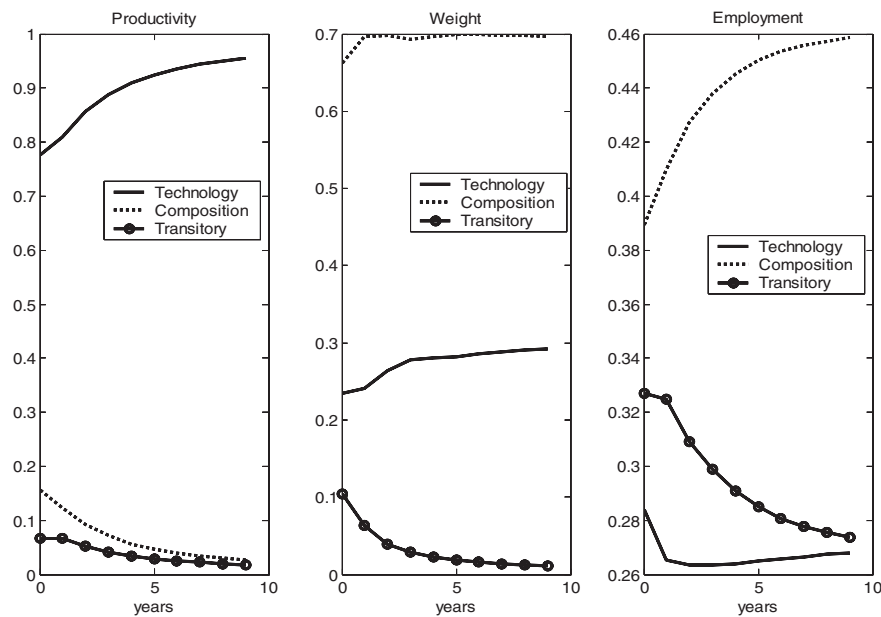 Productivity
1
0.9
0.8
0.7
0.6
0.5
0.4
0.3
0.2
0.1
0
Technology
Composition
Transitory
0 5 10
years
Weight
0.7
0.6
0.5
0.4
0.3
0.2
0.1
0
Technology
Composition
Transitory
0 5 10
years
Employment
0.46
0.44
0.42
0.4
0.38
0.36
0.34
0.32
0.3
0.28
0.26
Technology
Composition
Transitory
0 5 10
years